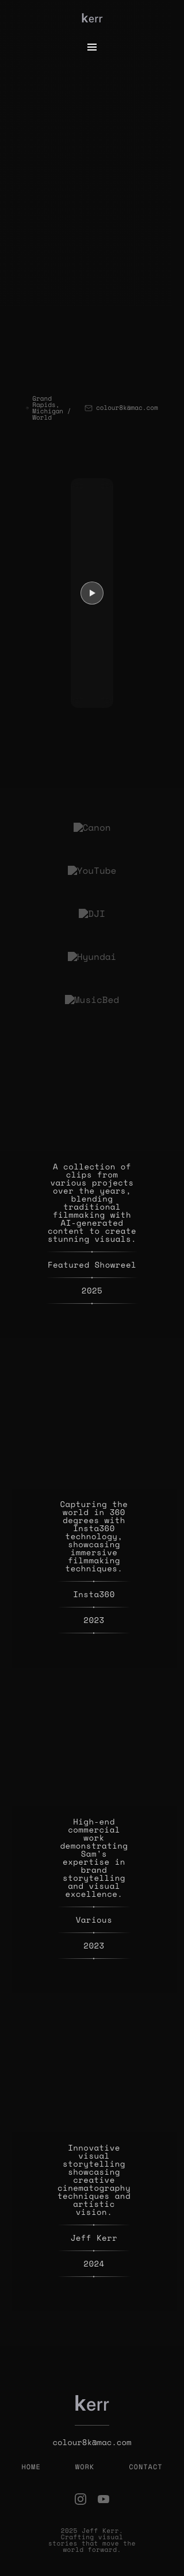 kerr
Grand
Rapids,
Michigan /
World
colour8k@mac.com
Canon
YouTube
DJI
Hyundai
MusicBed
A collection of
clips from
various projects
over the years,
blending
traditional
filmmaking with
AI-generated
content to create
stunning visuals.
Featured Showreel
2025
Capturing the
world in 360
degrees with
Insta360
technology,
showcasing
immersive
filmmaking
techniques.
Insta360
2023
High-end
commercial
work
demonstrating
Sam's
expertise in
brand
storytelling
and visual
excellence.
Various
2023
Innovative
visual
storytelling
showcasing
creative
cinematography
techniques and
artistic
vision.
Jeff Kerr
2024
kerr
colour8k@mac.com
HOME WORK CONTACT
2025 Jeff Kerr.
Crafting visual
stories that move the
world forward.